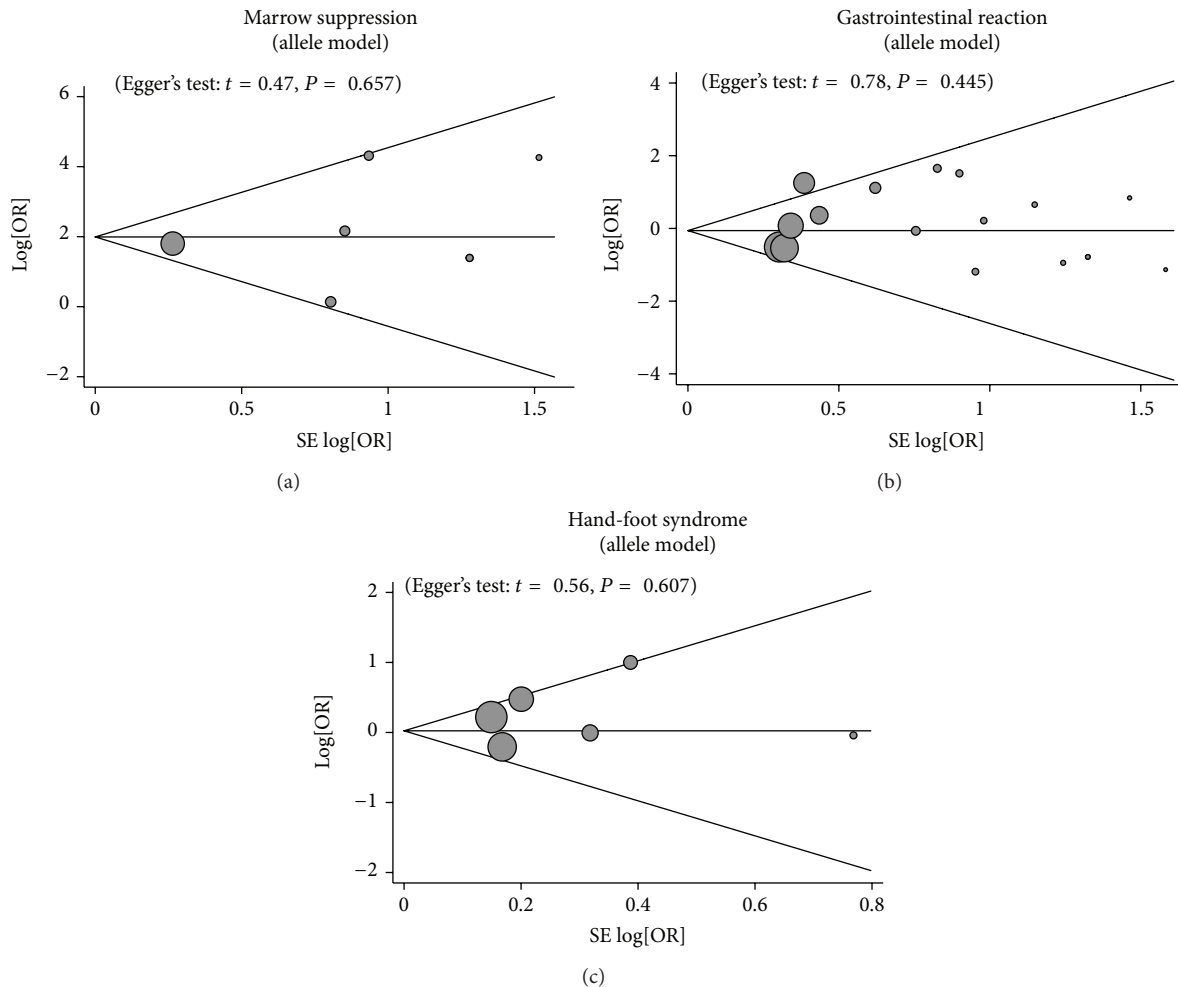 Marrow suppression
(allele model)
(Egger's test: t = 0.47, P = 0.657)
6
4
2
0
−2
Log[OR]
0 0.5 1 1.5
SE log[OR]
(a)
Gastrointestinal reaction
(allele model)
(Egger's test: t = 0.78, P = 0.445)
4
2
0
−2
−4
Log[OR]
0 0.5 1 1.5
SE log[OR]
(b)
Hand-foot syndrome
(allele model)
(Egger's test: t = 0.56, P = 0.607)
2
1
0
−1
−2
Log[OR]
0 0.2 0.4 0.6 0.8
SE log[OR]
(c)